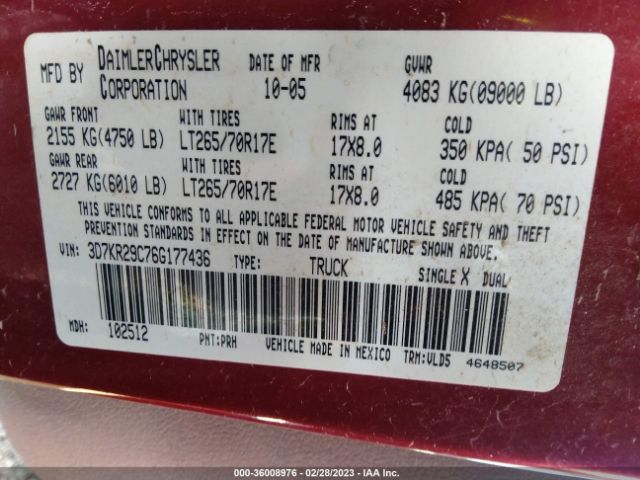 MFD BY DAIMLERCHRYSLER CORPORATION DATE OF MFR 10-05 GVWR 4083 KG(09000 LB)
GAWR FRONT WITH TIRES RIMS AT COLD
2155 KG(4750 LB) LT265/70R17E 17X8.0 350 KPA( 50 PSI)
GAWR REAR WITH TIRES RIMS AT COLD
2727 KG(6010 LB) LT265/70R17E 17X8.0 485 KPA( 70 PSI)
THIS VEHICLE CONFORMS TO ALL APPLICABLE FEDERAL MOTOR VEHICLE SAFETY AND THEFT
PREVENTION STANDARDS IN EFFECT ON THE DATE OF MANUFACTURE SHOWN ABOVE.
VIN: 3D7KR29C76G177436 TYPE: TRUCK SINGLE X DUAL
MDH: 102512 PNT:PRH VEHICLE MADE IN MEXICO TRM:VLD5 4648507
000-36008976 - 02/28/2023 - IAA Inc.